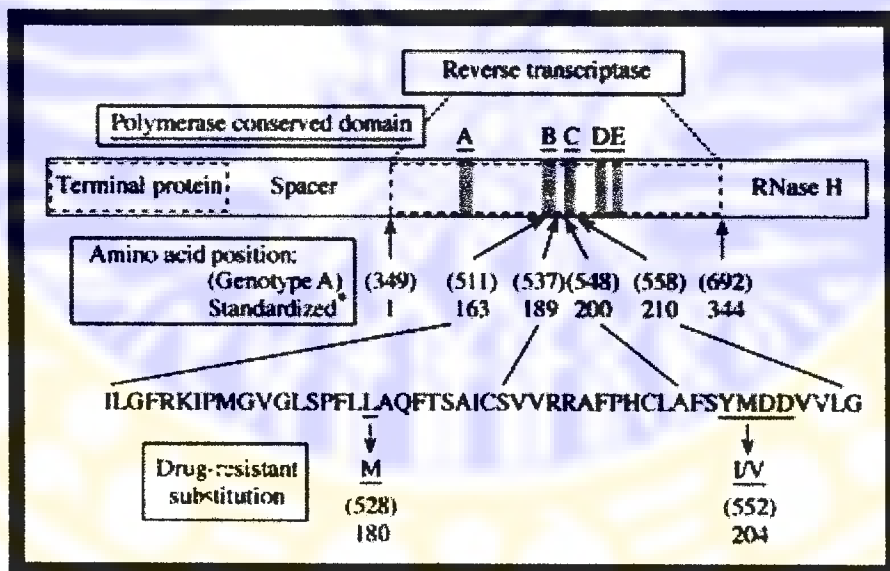 Reverse transcriptase
Polymerase conserved domain
A B C D E
Terminal protein Spacer RNase H
Amino acid position:
(Genotype A) (349) (511) (537) (548) (558) (692)
Standardized* 1 163 189 200 210 344
ILGFRKIPMGVGLSPFLLAQFTSAICSVVRRAFPHCLAFSYMDDVVLG
Drug-resistant M I/V
substitution (528) (552)
180 204